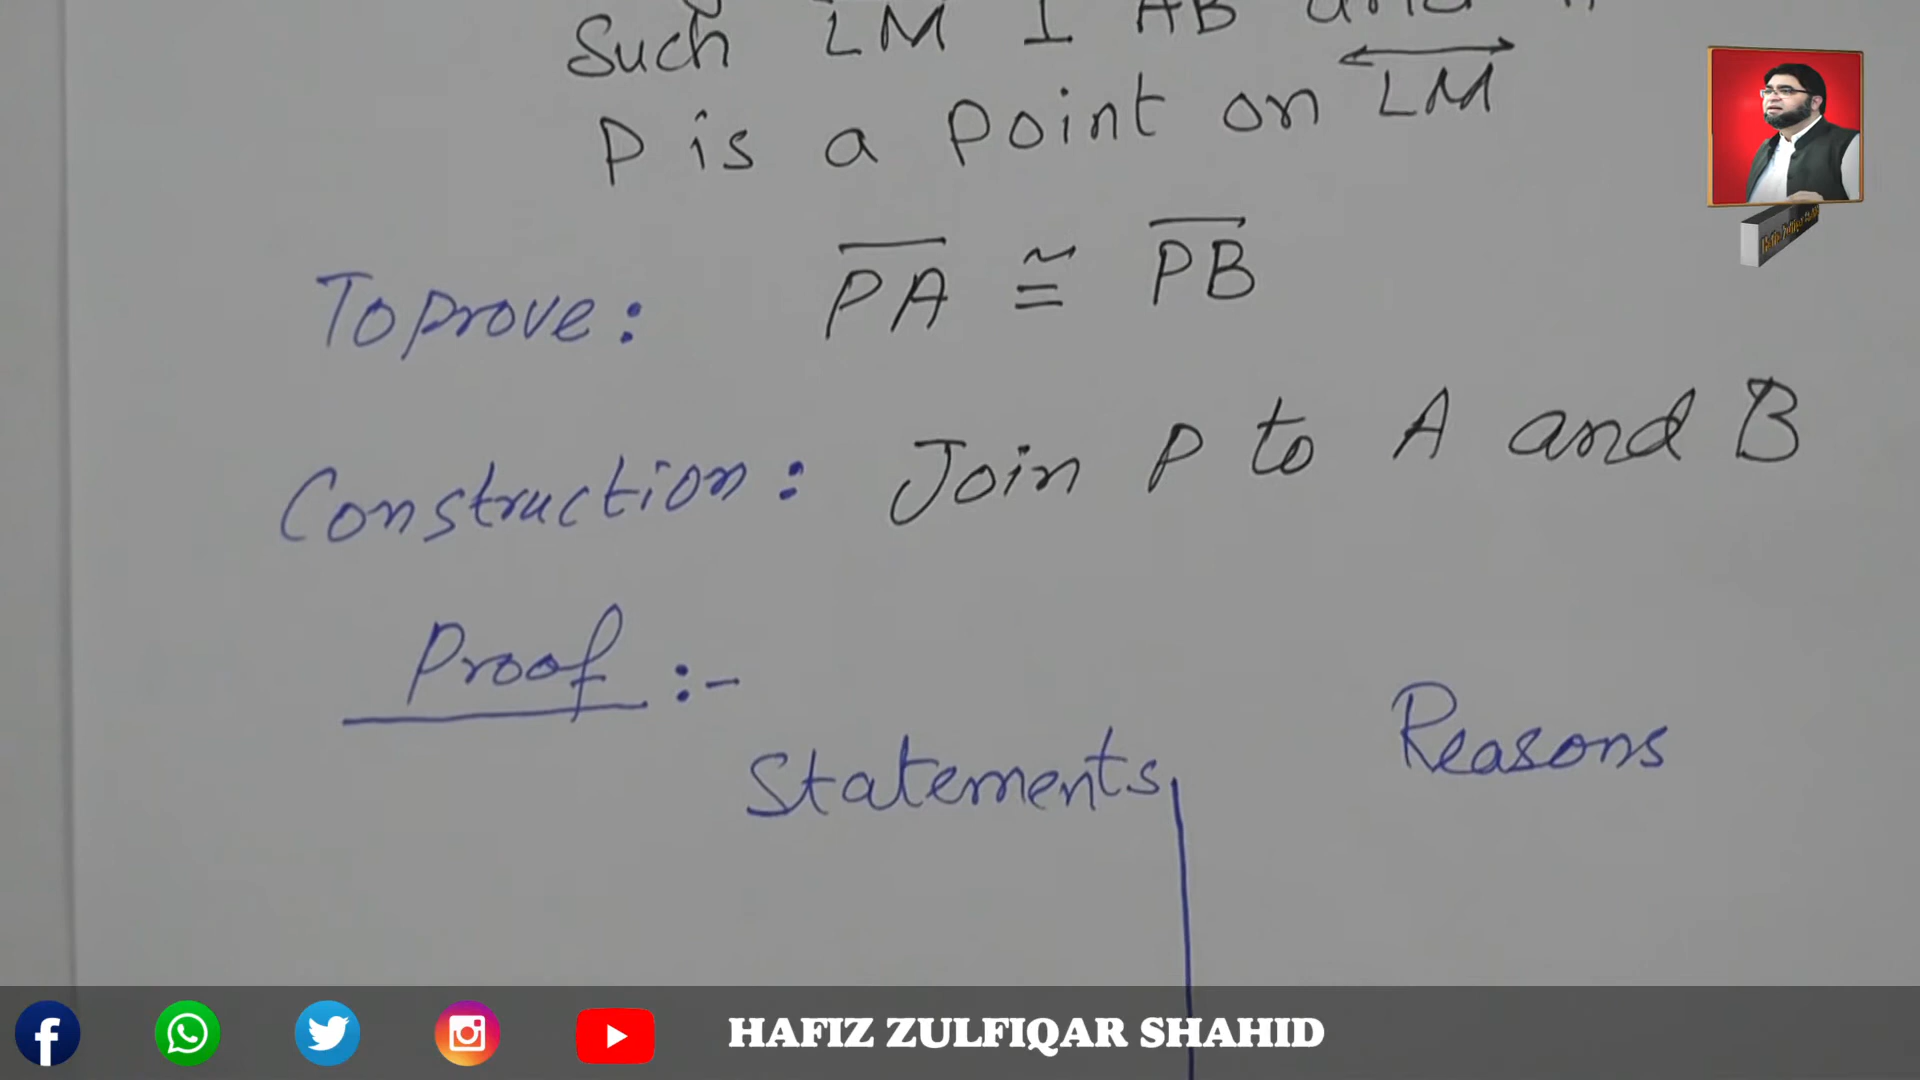 Such LM ⊥ AB and
P is a Point on LM
To prove: PA ≅ PB
Construction: Join P to A and B
Proof :-
Statements Reasons
HAFIZ ZULFIQAR SHAHID